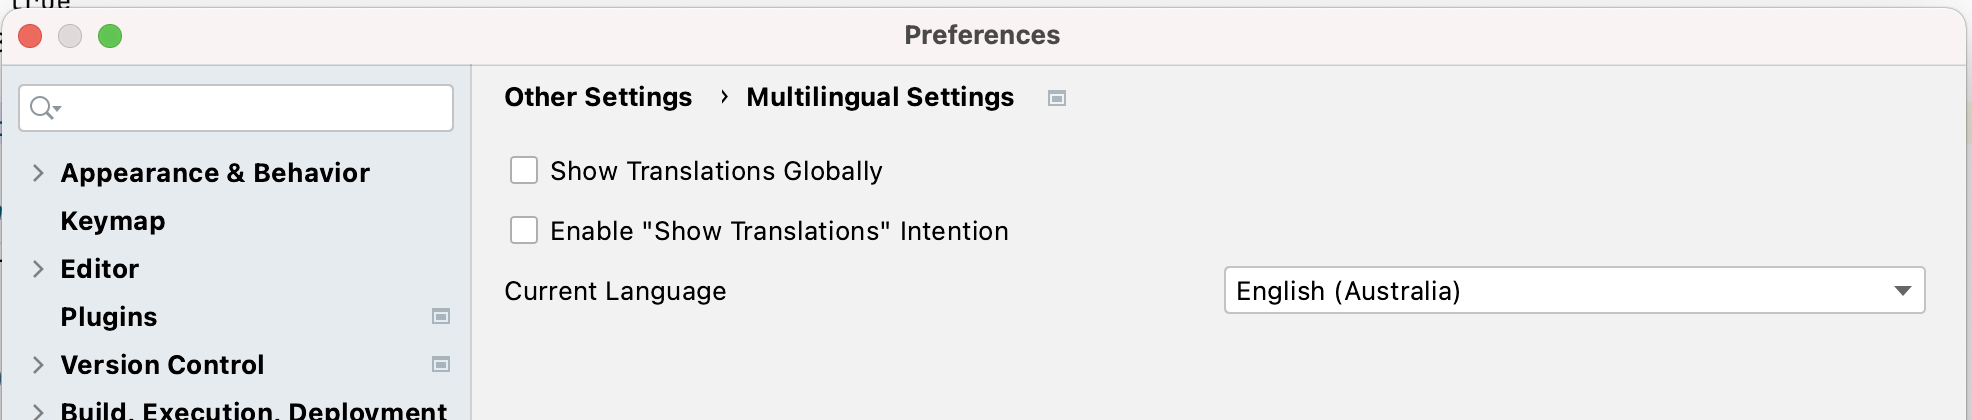 true
Preferences
Other Settings › Multilingual Settings
Appearance & Behavior
Keymap
Editor
Plugins
Version Control
Build, Execution, Deployment
Show Translations Globally
Enable "Show Translations" Intention
Current Language
English (Australia)